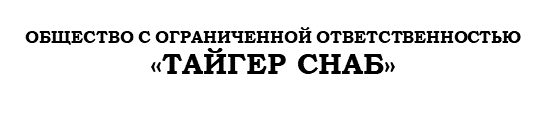 ОБЩЕСТВО С ОГРАНИЧЕННОЙ ОТВЕТСТВЕННОСТЬЮ
«ТАЙГЕР СНАБ»